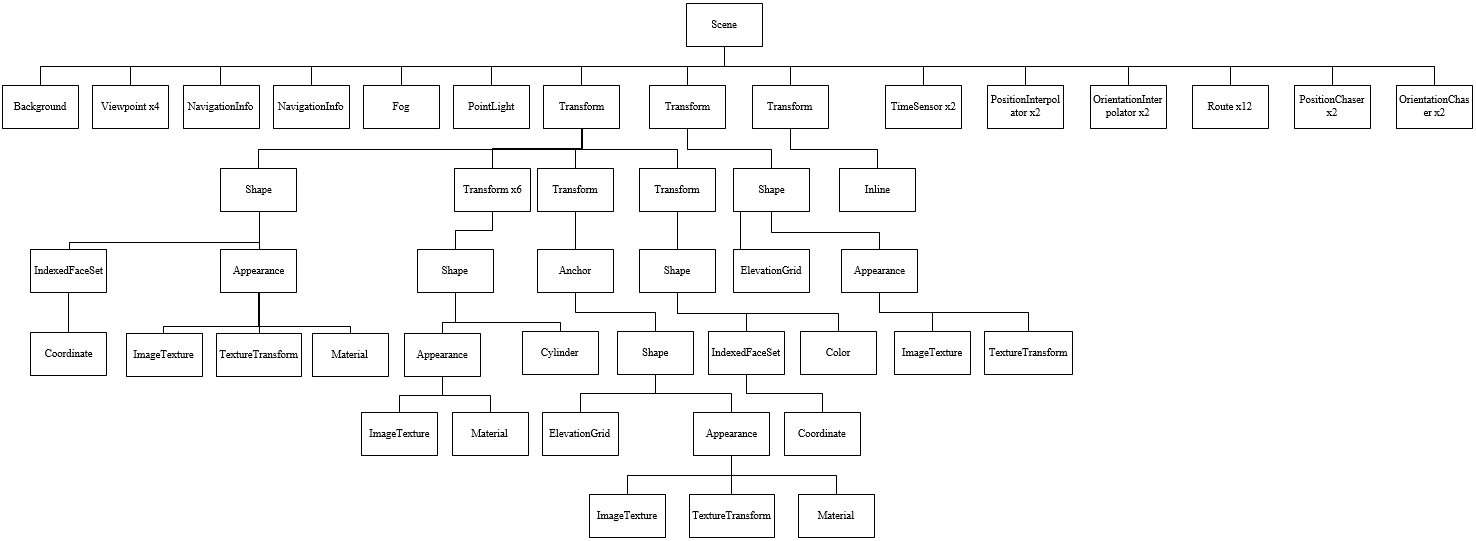 Scene
Background
Viewpoint x4
NavigationInfo
NavigationInfo
Fog
PointLight
Transform
Transform
Transform
TimeSensor x2
PositionInterpol
ator x2
OrientationInter
polator x2
Route x12
PositionChaser
x2
OrientationChas
er x2
Shape
Transform x6
Transform
Transform
Shape
Inline
IndexedFaceSet
Appearance
Shape
Anchor
Shape
ElevationGrid
Appearance
Coordinate
ImageTexture
TextureTransform
Material
Appearance
Cylinder
Shape
IndexedFaceSet
Color
ImageTexture
TextureTransform
ImageTexture
Material
ElevationGrid
Appearance
Coordinate
ImageTexture
TextureTransform
Material